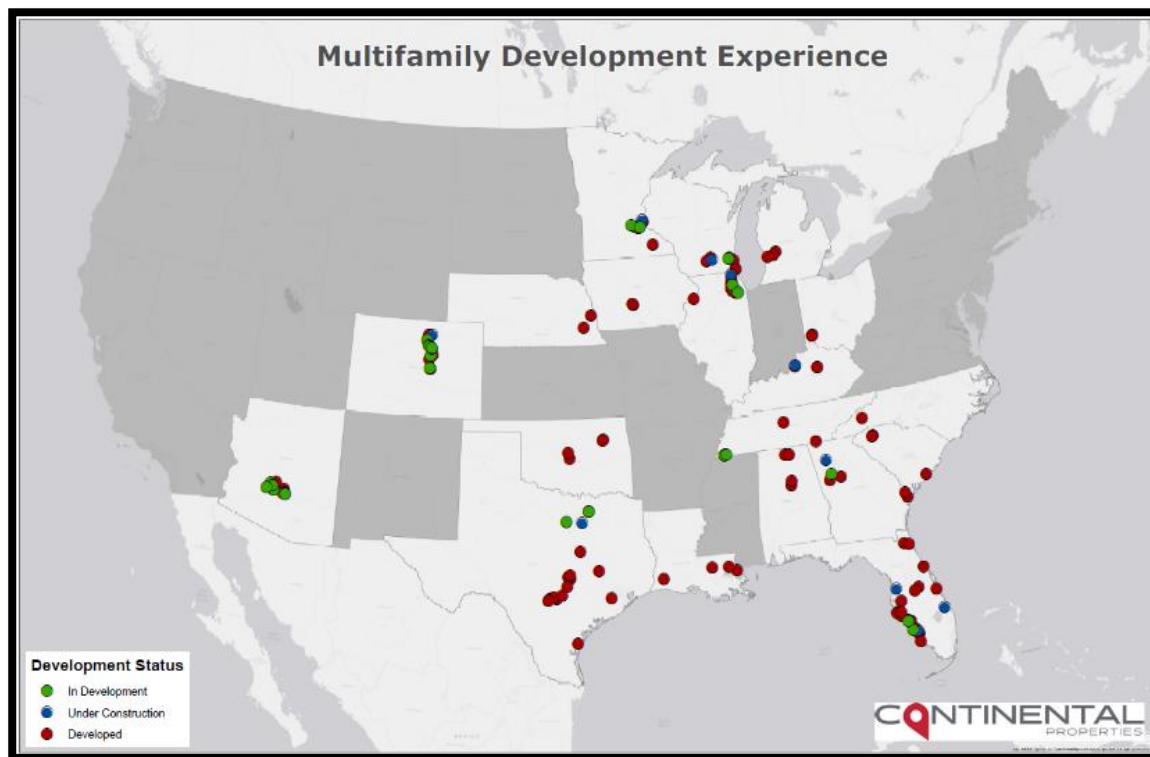 Multifamily Development Experience
Development Status
In Development
Under Construction
Developed
CONTINENTAL
PROPERTIES